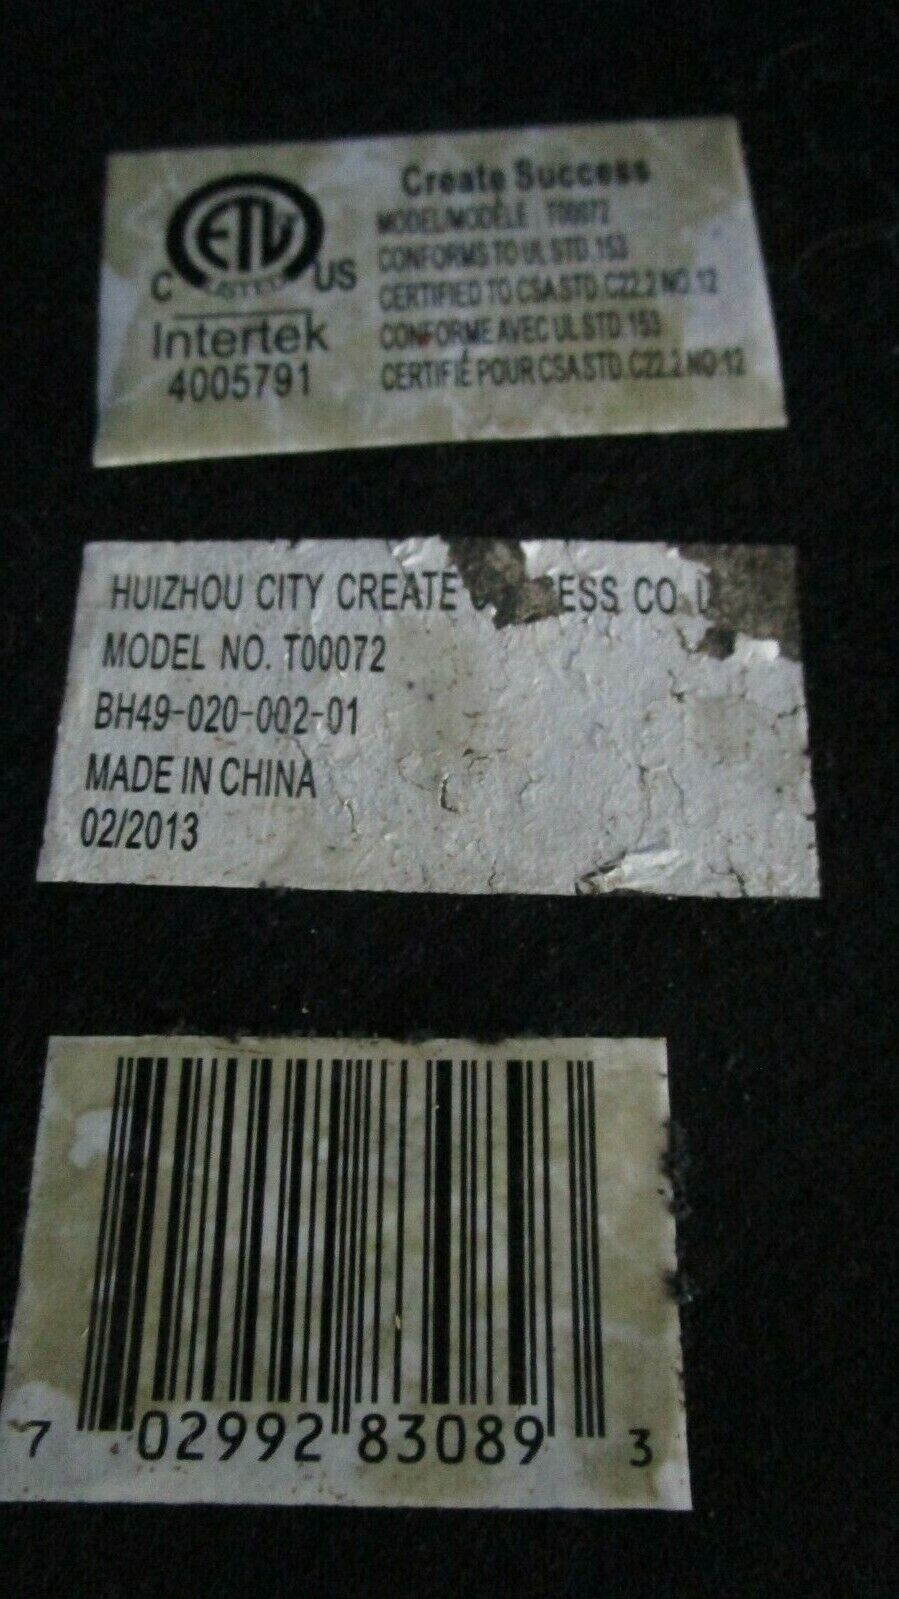 ETL
LISTED
C US
Intertek
4005791
Create Success
MODEL/MODÈLE T00072
CONFORMS TO UL STD.153
CERTIFIED TO CSA STD.C22.2 NO.12
CONFORME AVEC UL STD.153
CERTIFIÉ POUR CSA STD.C22.2 NO.12
HUIZHOU CITY CREATE CO
MODEL NO. T00072
BH49-020-002-01
MADE IN CHINA
02/2013
7 02992 83089 3